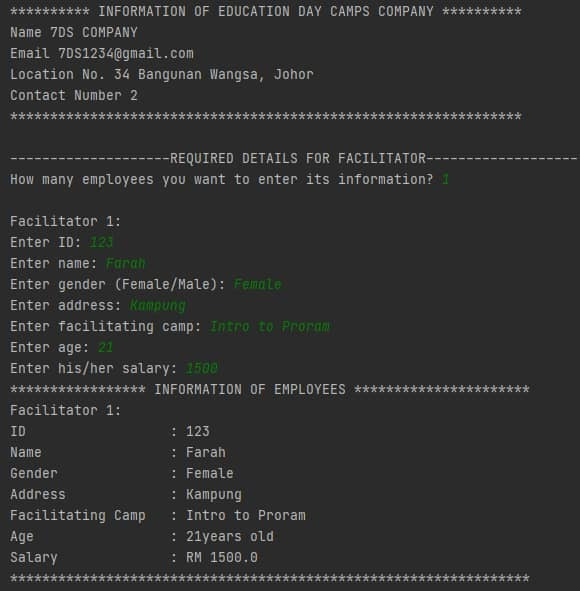 ********** INFORMATION OF EDUCATION DAY CAMPS COMPANY **********
Name 7DS COMPANY
Email 7DS1234@gmail.com
Location No. 34 Bangunan Wangsa, Johor
Contact Number 2
****************************************************************
--------------------REQUIRED DETAILS FOR FACILITATOR-------------------
How many employees you want to enter its information? 1
Facilitator 1:
Enter ID: 123
Enter name: Farah
Enter gender (Female/Male): Female
Enter address: Kampung
Enter facilitating camp: Intro to Proram
Enter age: 21
Enter his/her salary: 1500
***************** INFORMATION OF EMPLOYEES **********************
Facilitator 1:
ID                  : 123
Name                : Farah
Gender              : Female
Address             : Kampung
Facilitating Camp   : Intro to Proram
Age                 : 21years old
Salary              : RM 1500.0
*****************************************************************